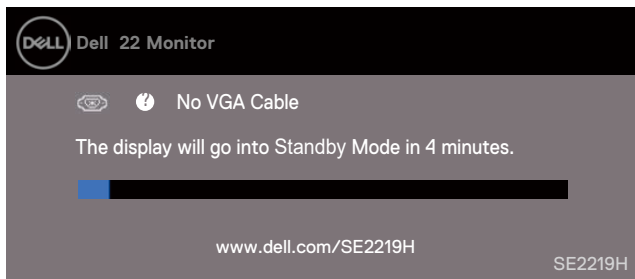 DELL Dell 22 Monitor
? No VGA Cable
The display will go into Standby Mode in 4 minutes.
www.dell.com/SE2219H
SE2219H